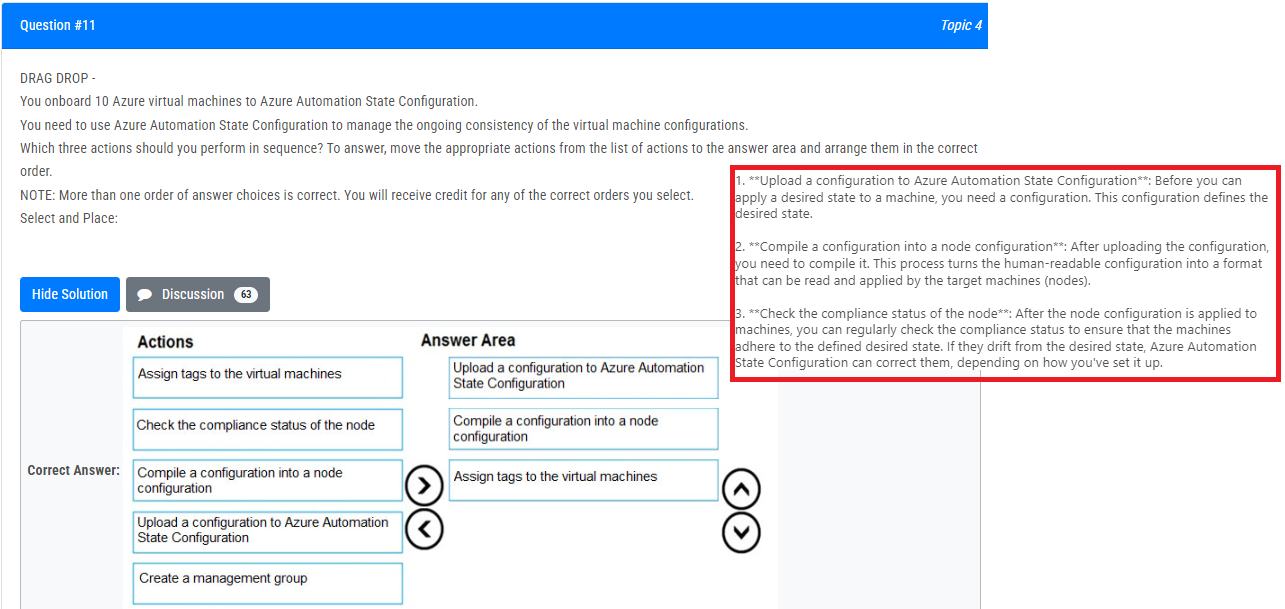 Question #11
Topic 4
DRAG DROP -
You onboard 10 Azure virtual machines to Azure Automation State Configuration.
You need to use Azure Automation State Configuration to manage the ongoing consistency of the virtual machine configurations.
Which three actions should you perform in sequence? To answer, move the appropriate actions from the list of actions to the answer area and arrange them in the correct
order.
NOTE: More than one order of answer choices is correct. You will receive credit for any of the correct orders you select.
Select and Place:
1. **Upload a configuration to Azure Automation State Configuration**: Before you can
apply a desired state to a machine, you need a configuration. This configuration defines the
desired state.
2. **Compile a configuration into a node configuration**: After uploading the configuration,
you need to compile it. This process turns the human-readable configuration into a format
that can be read and applied by the target machines (nodes).
3. **Check the compliance status of the node**: After the node configuration is applied to
machines, you can regularly check the compliance status to ensure that the machines
adhere to the defined desired state. If they drift from the desired state, Azure Automation
State Configuration can correct them, depending on how you've set it up.
Hide Solution
Discussion 63
Correct Answer:
Actions
Assign tags to the virtual machines
Check the compliance status of the node
Compile a configuration into a node
configuration
Upload a configuration to Azure Automation
State Configuration
Create a management group
Answer Area
Upload a configuration to Azure Automation
State Configuration
Compile a configuration into a node
configuration
Assign tags to the virtual machines